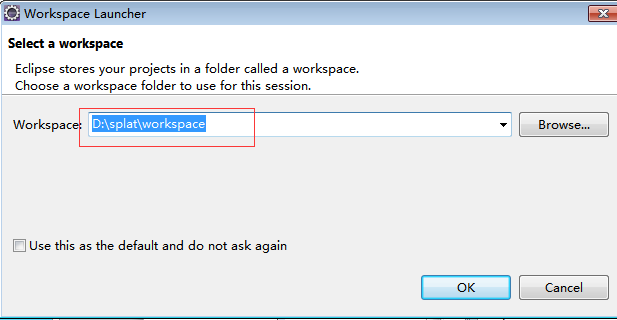 Workspace Launcher
Select a workspace
Eclipse stores your projects in a folder called a workspace.
Choose a workspace folder to use for this session.
Workspace: D:\splat\workspace Browse...
Use this as the default and do not ask again
OK Cancel